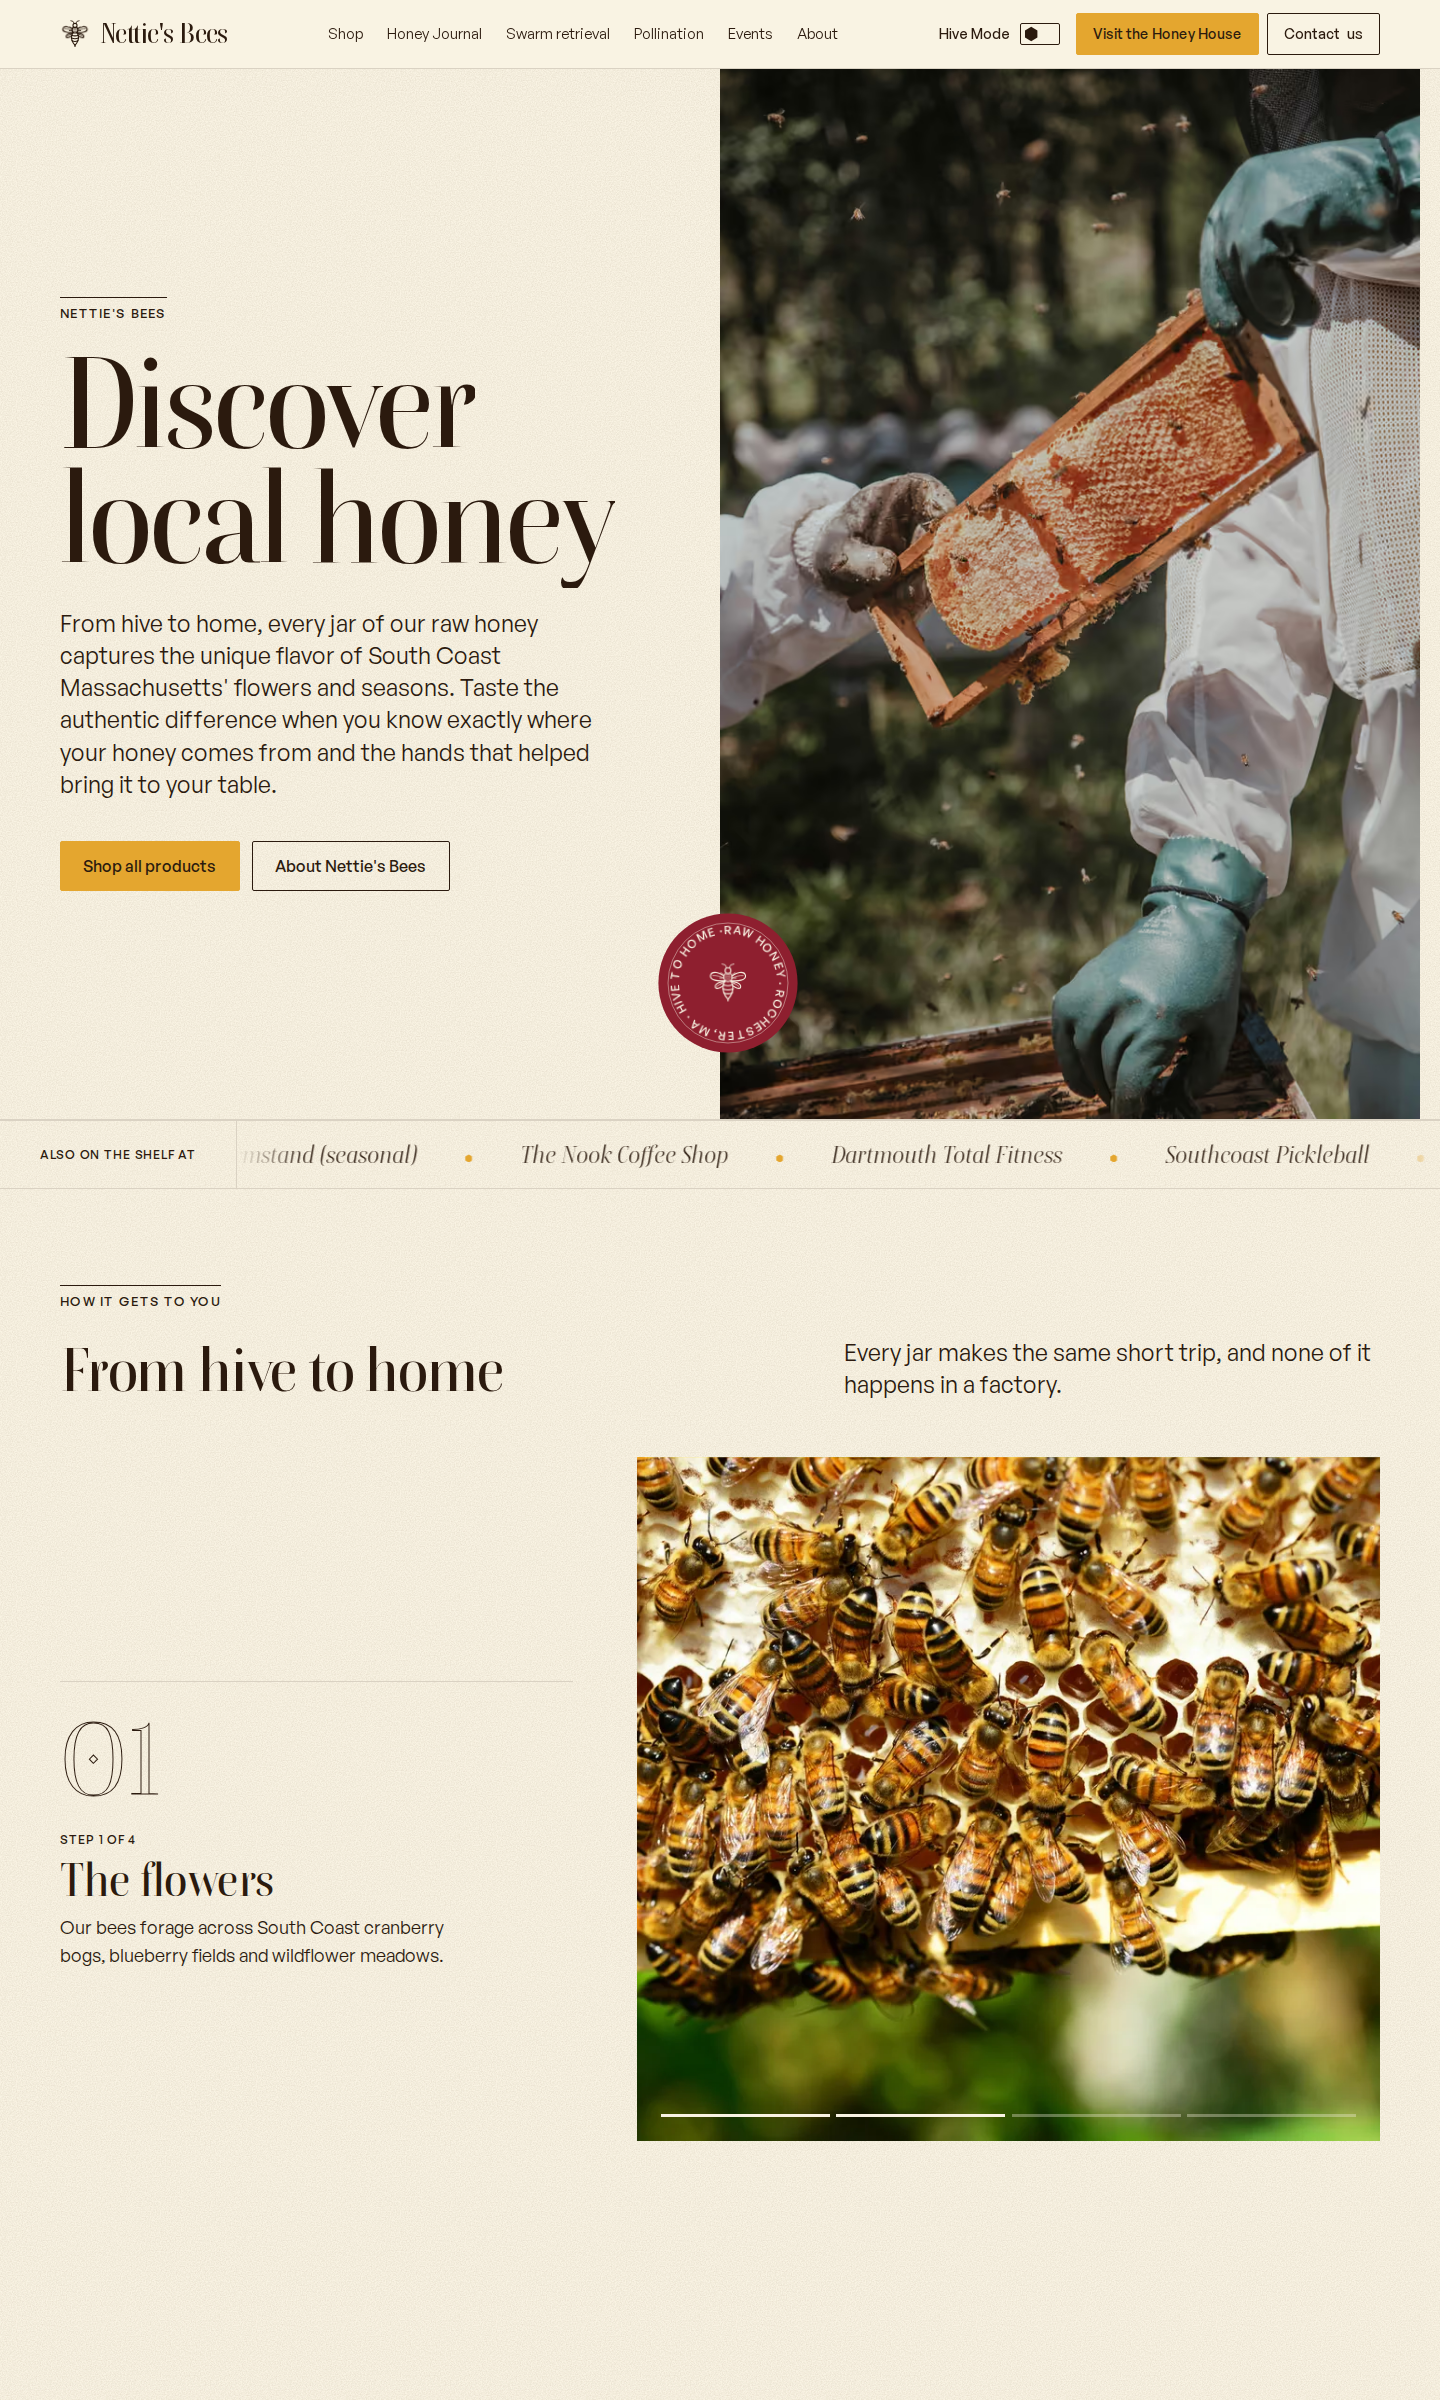 Nettie's Bees
Shop
Honey Journal
Swarm retrieval
Pollination
Events
About
Hive Mode
Visit the Honey House
Contact us
NETTIE'S BEES
Discover
local honey
From hive to home, every jar of our raw honey
captures the unique flavor of South Coast
Massachusetts' flowers and seasons. Taste the
authentic difference when you know exactly where
your honey comes from and the hands that helped
bring it to your table.
Shop all products
About Nettie's Bees
RAW HONEY · ROCHESTER, MA · HIVE TO HOME ·
ALSO ON THE SHELF AT
mstand (seasonal)
The Nook Coffee Shop
Dartmouth Total Fitness
Southcoast Pickleball
HOW IT GETS TO YOU
From hive to home
Every jar makes the same short trip, and none of it
happens in a factory.
01
STEP 1 OF 4
The flowers
Our bees forage across South Coast cranberry
bogs, blueberry fields and wildflower meadows.